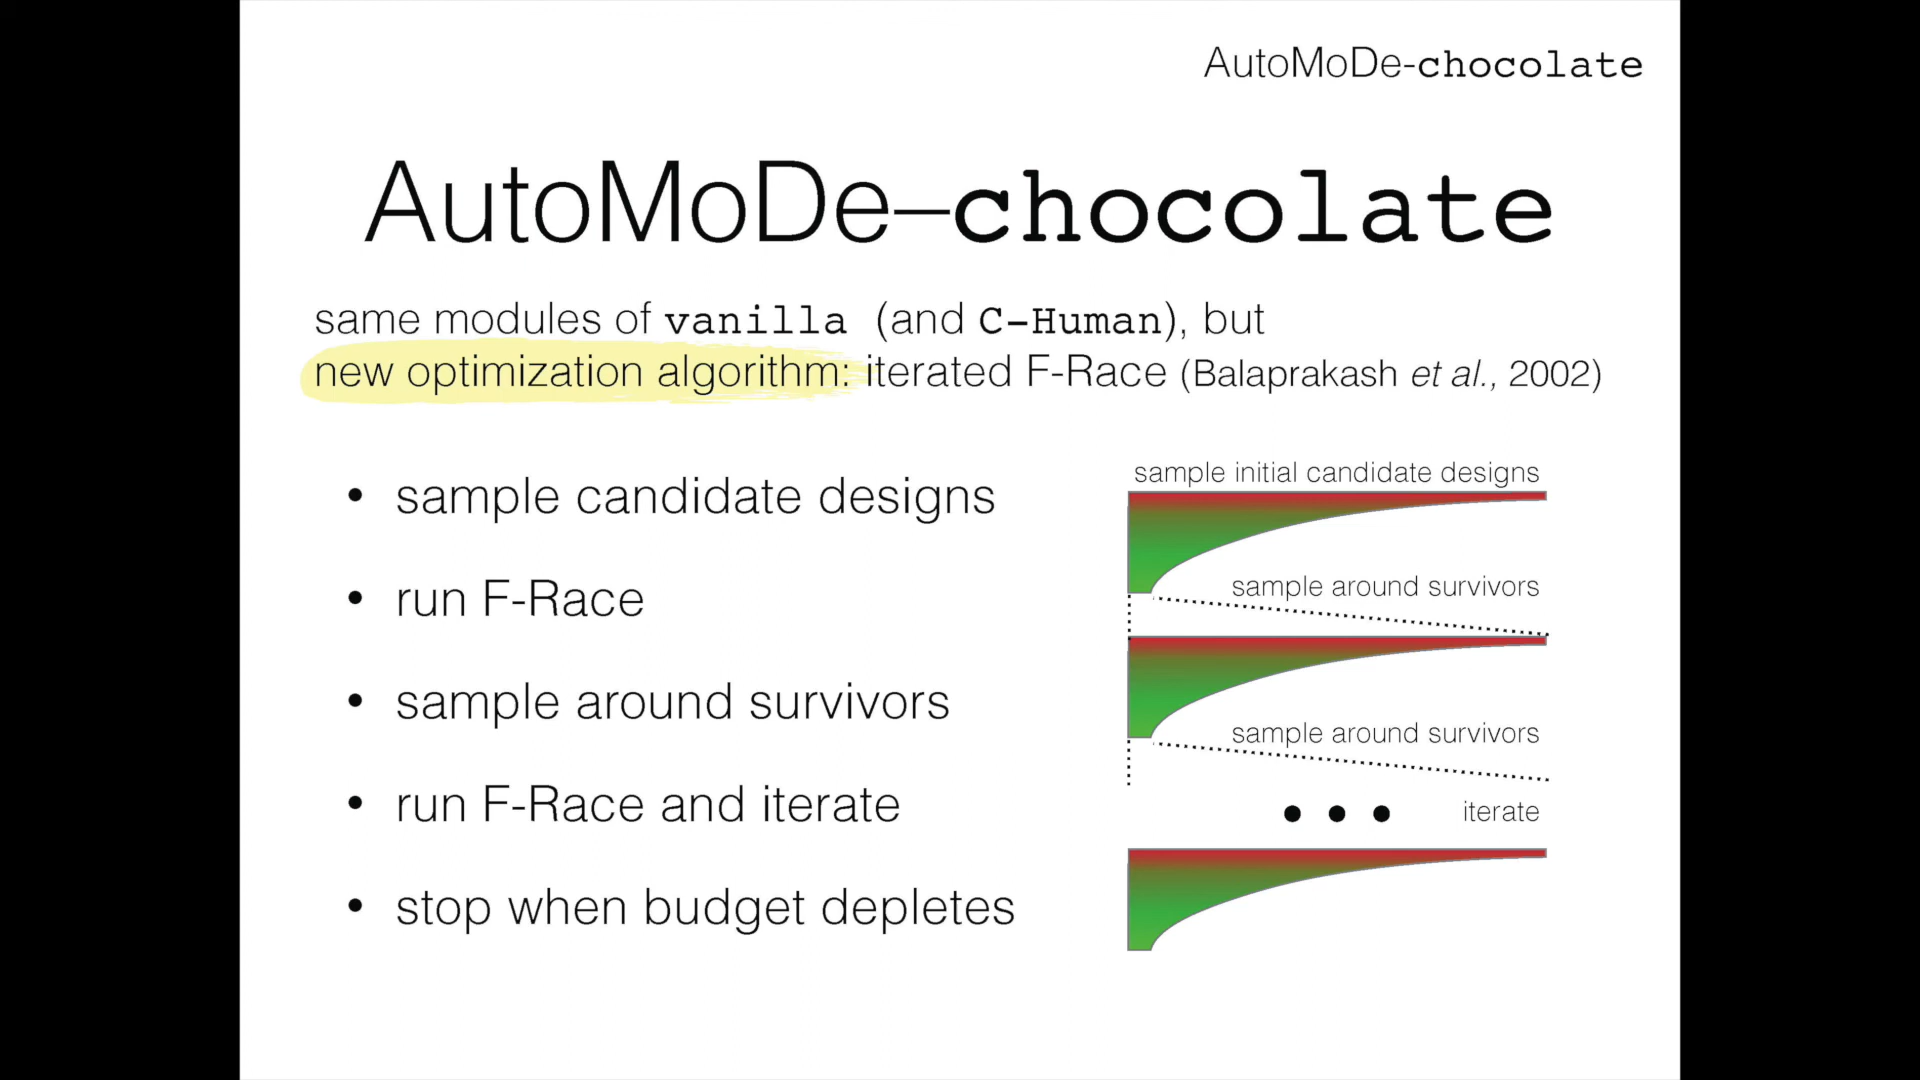 AutoMoDe-chocolate
AutoMoDe–chocolate
same modules of vanilla (and C-Human), but
new optimization algorithm: iterated F-Race (Balaprakash et al., 2002)
• sample candidate designs
• run F-Race
• sample around survivors
• run F-Race and iterate
• stop when budget depletes
sample initial candidate designs
sample around survivors
sample around survivors
• • • iterate